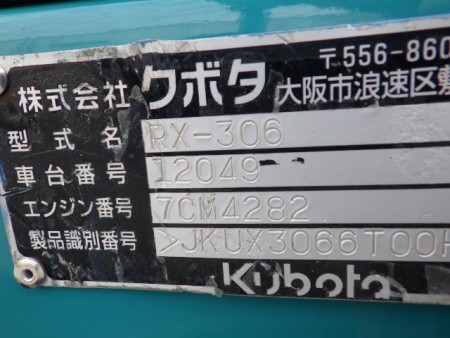 株式会社 クボタ 〒556-860
大阪市浪速区敷
型式名 RX-306
車台番号 12049
エンジン番号 7CM4282
製品識別番号 >JKUX3066T00H
Kubota